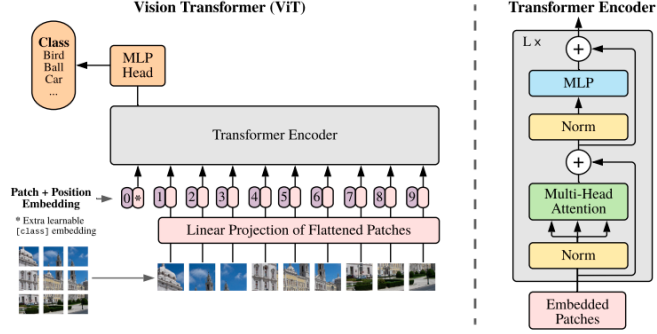 Vision Transformer (ViT)
Class
Bird
Ball
Car
...
MLP
Head
Transformer Encoder
Patch + Position
Embedding
0 * 1 2 3 4 5 6 7 8 9
* Extra learnable
[class] embedding
Linear Projection of Flattened Patches
Transformer Encoder
L x
+
MLP
Norm
+
Multi-Head
Attention
Norm
Embedded
Patches